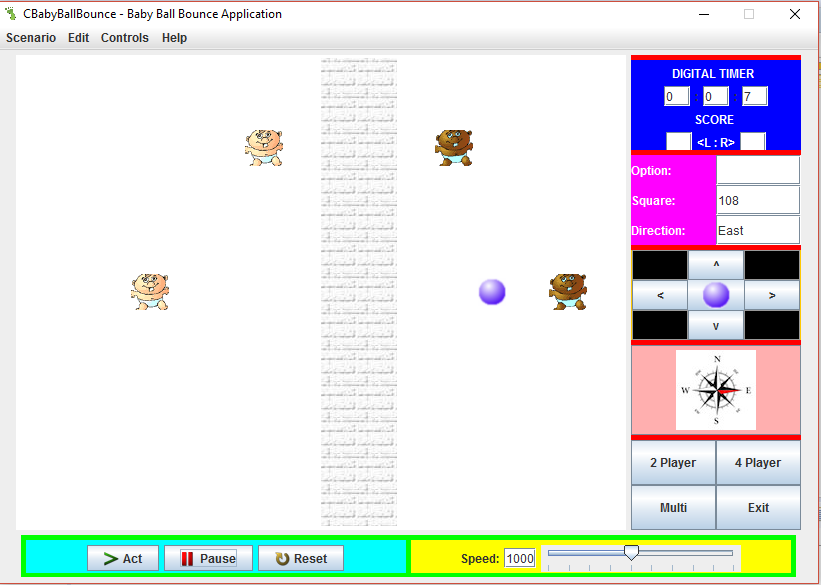 CBabyBallBounce - Baby Ball Bounce Application
Scenario Edit Controls Help
DIGITAL TIMER
0 : 0 : 7
SCORE
<L : R>
Option:
Square: 108
Direction: East
^
< >
v
N
W E
S
2 Player 4 Player
Multi Exit
Act Pause Reset Speed: 1000